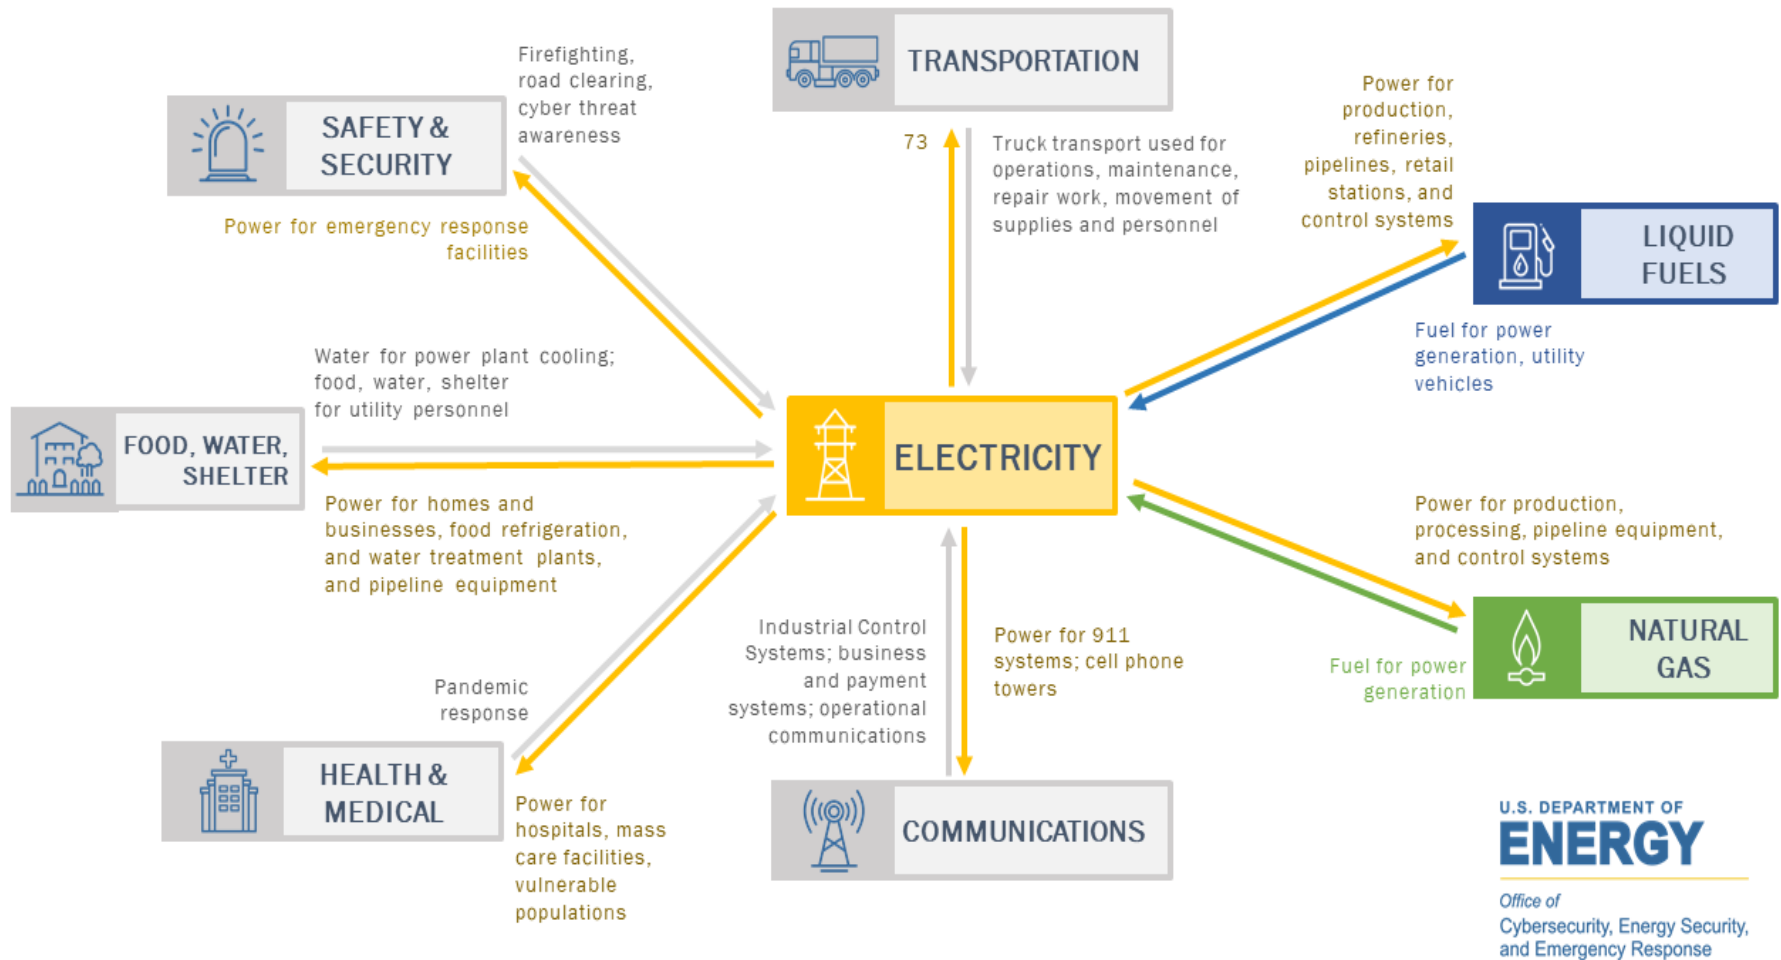 TRANSPORTATION
Firefighting,
road clearing,
cyber threat
awareness
SAFETY &
SECURITY
Power for emergency response
facilities
73
Truck transport used for
operations, maintenance,
repair work, movement of
supplies and personnel
Power for
production,
refineries,
pipelines, retail
stations, and
control systems
LIQUID
FUELS
Fuel for power
generation, utility
vehicles
Water for power plant cooling;
food, water, shelter
for utility personnel
FOOD, WATER,
SHELTER
Power for homes and
businesses, food refrigeration,
and water treatment plants,
and pipeline equipment
ELECTRICITY
Power for production,
processing, pipeline equipment,
and control systems
NATURAL
GAS
Fuel for power
generation
Pandemic
response
HEALTH &
MEDICAL
Power for
hospitals, mass
care facilities,
vulnerable
populations
Industrial Control
Systems; business
and payment
systems; operational
communications
Power for 911
systems; cell phone
towers
COMMUNICATIONS
U.S. DEPARTMENT OF
ENERGY
Office of
Cybersecurity, Energy Security,
and Emergency Response